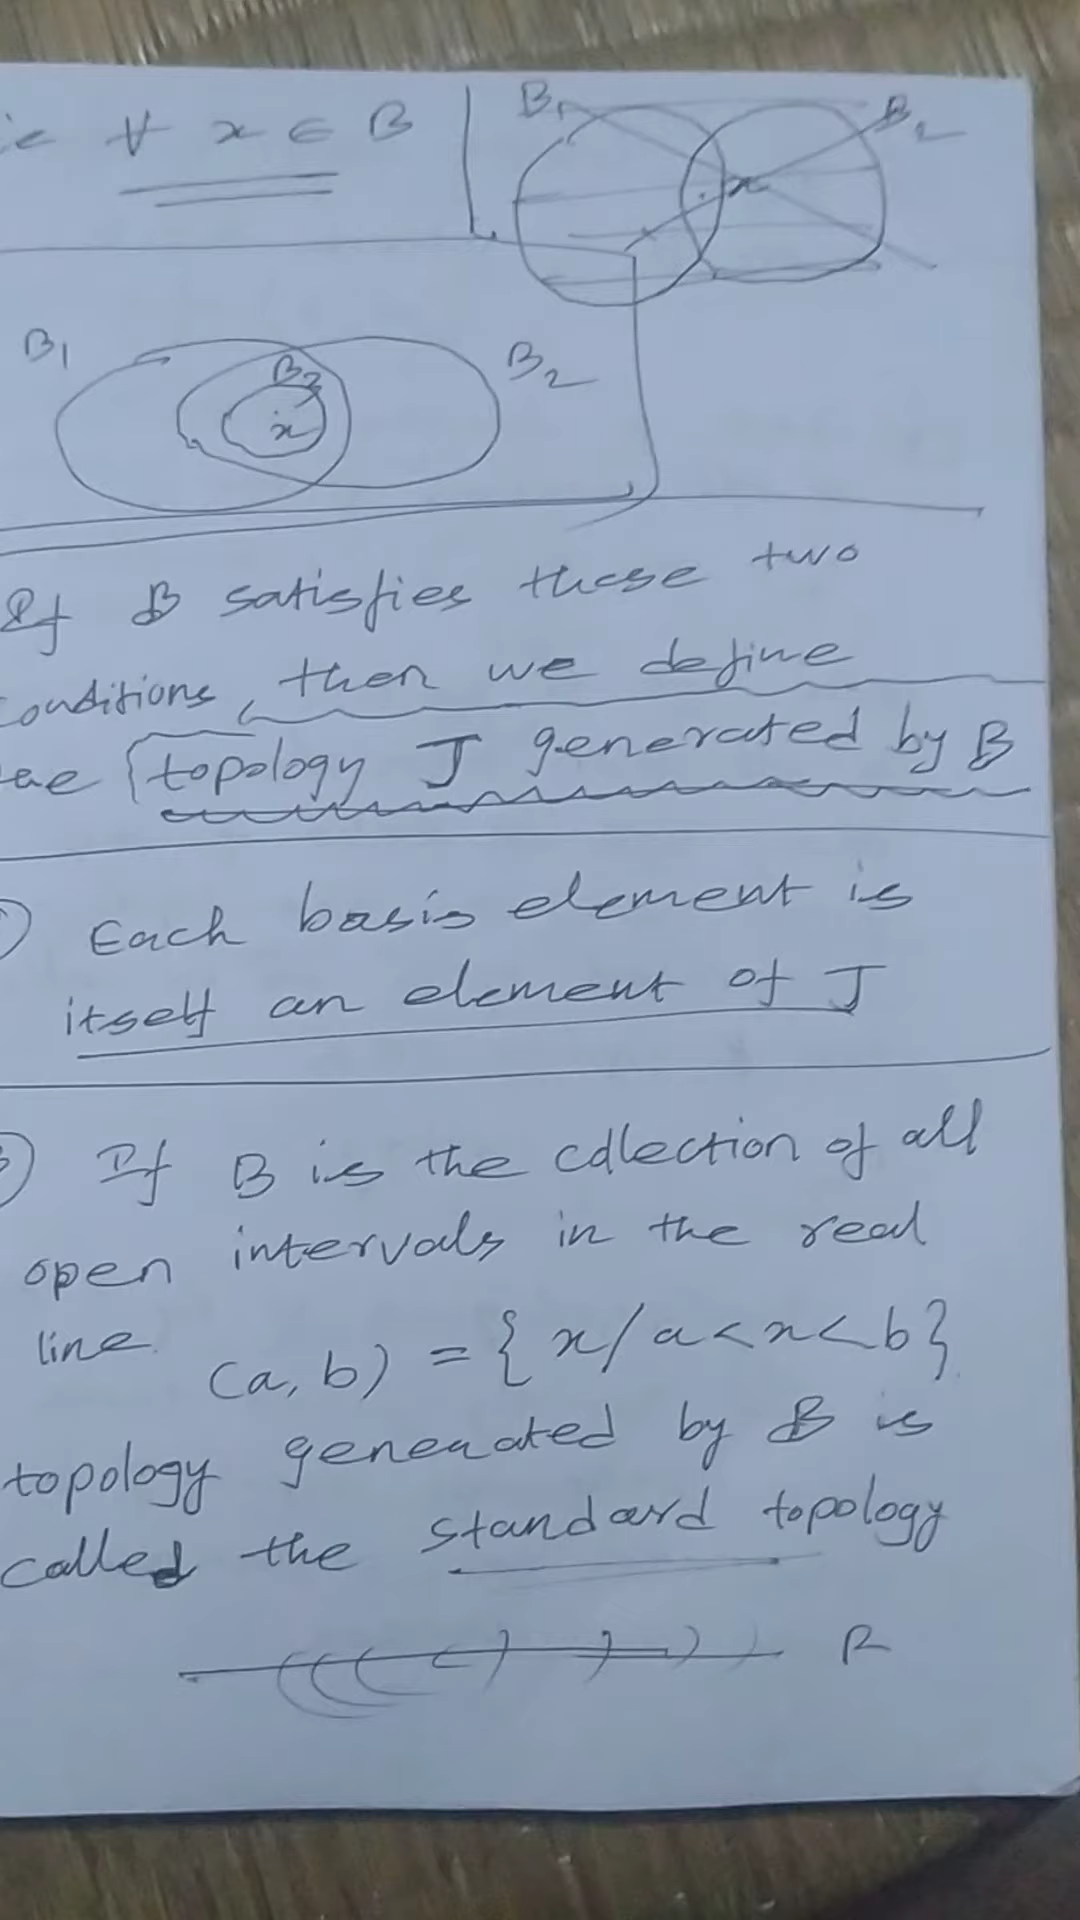 ie ∀ x ∈ B
B₁ B₂
x
B₁ B₃ B₂
x
If B satisfies these two
conditions, then we define
the topology J generated by B
Each basis element is
itself an element of J
If B is the collection of all
open intervals in the real
line
(a, b) = {x/a<x<b}
topology generated by B is
called the standard topology
R